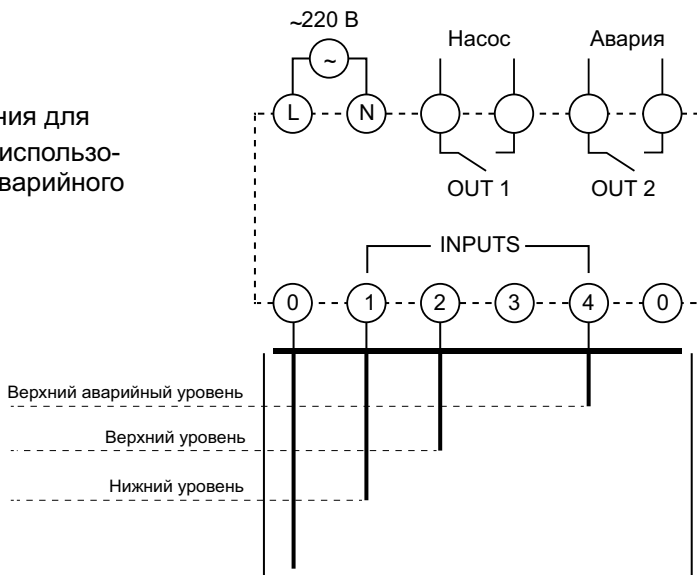 ~220 В
~
Насос
Авария
L
N
OUT 1
OUT 2
ния для
использо-
варийного
INPUTS
0
1
2
3
4
0
Верхний аварийный уровень
Верхний уровень
Нижний уровень